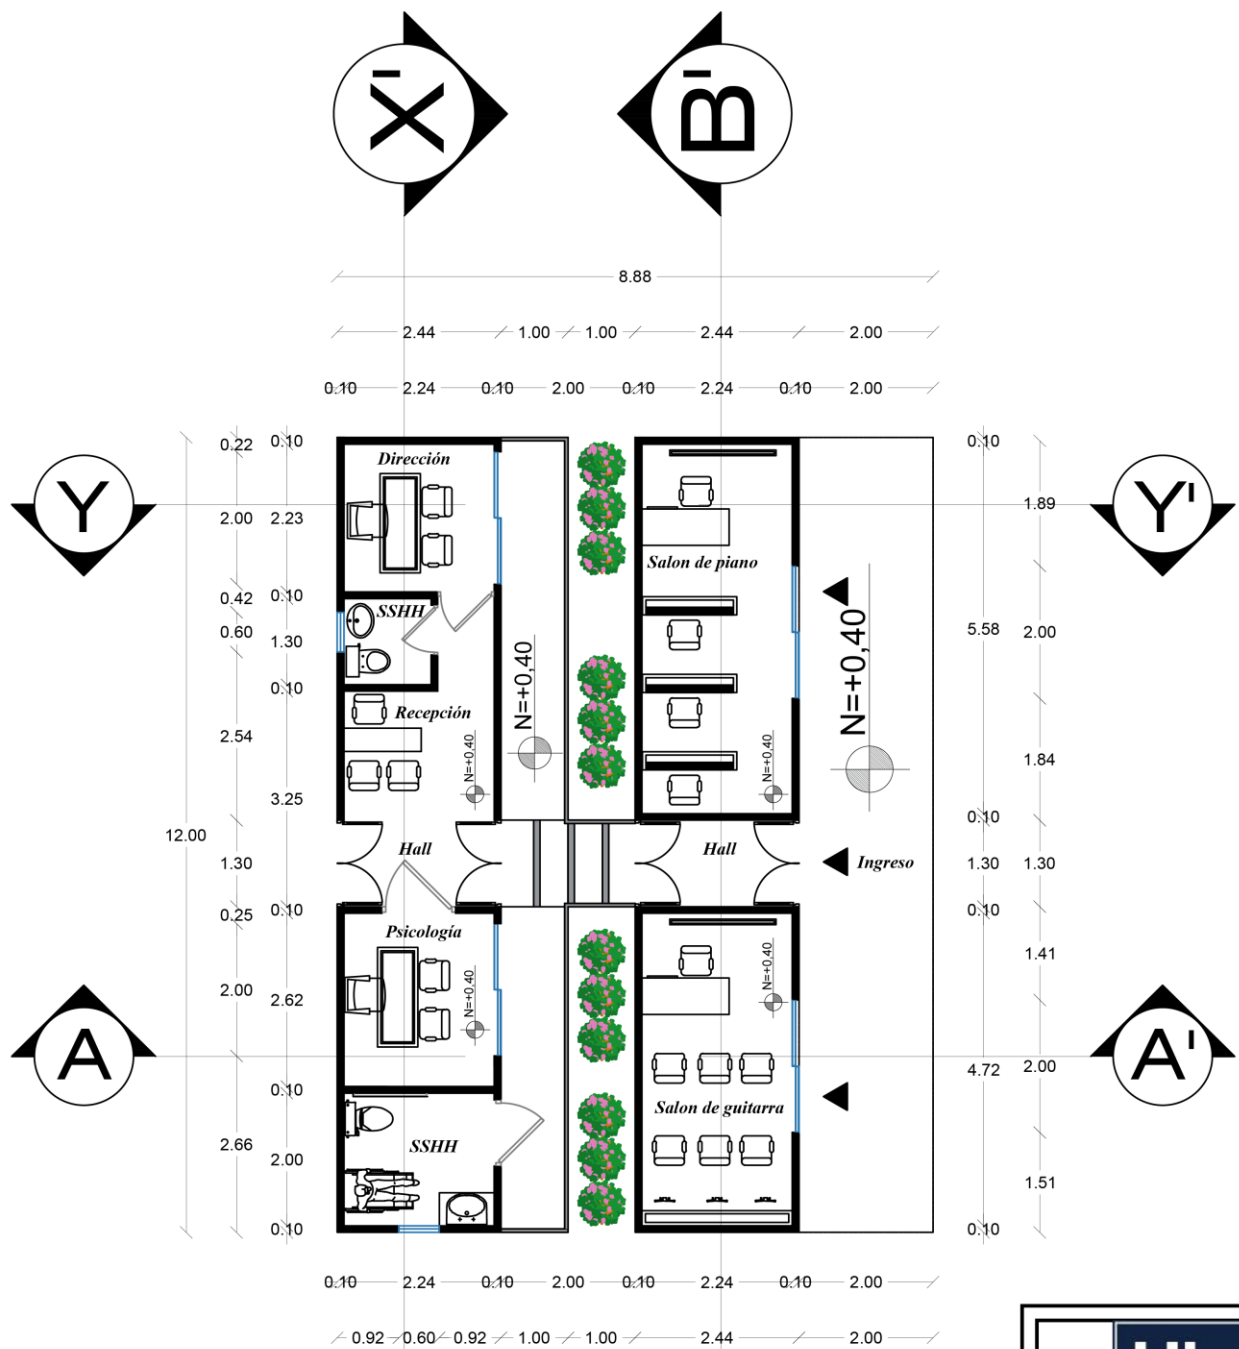 X'
B'
8.88
2.44 1.00 1.00 2.44 2.00
0.10 2.24 0.10 2.00 0.10 2.24 0.10 2.00
0.22 0.10 0.10
Y
Dirección
Y'
2.00 2.23 1.89
Salon de piano
0.42 0.10
SSHH
0.60 1.30
N=+0,40
N=+0,40
5.58 2.00
0.10
Recepción
2.54
N=+0,40
N=+0,40
1.84
3.25
0.10
12.00
1.30
Hall
Hall
Ingreso
1.30 1.30
0.25 0.10 0.10
Psicología
1.41
N=+0,40
N=+0,40
2.00 2.62
A
A'
4.72 2.00
0.10
Salon de guitarra
2.66
SSHH
2.00 1.51
0.10 0.10
0.10 2.24 0.10 2.00 0.10 2.24 0.10 2.00
0.92 0.60 0.92 1.00 1.00 2.44 2.00